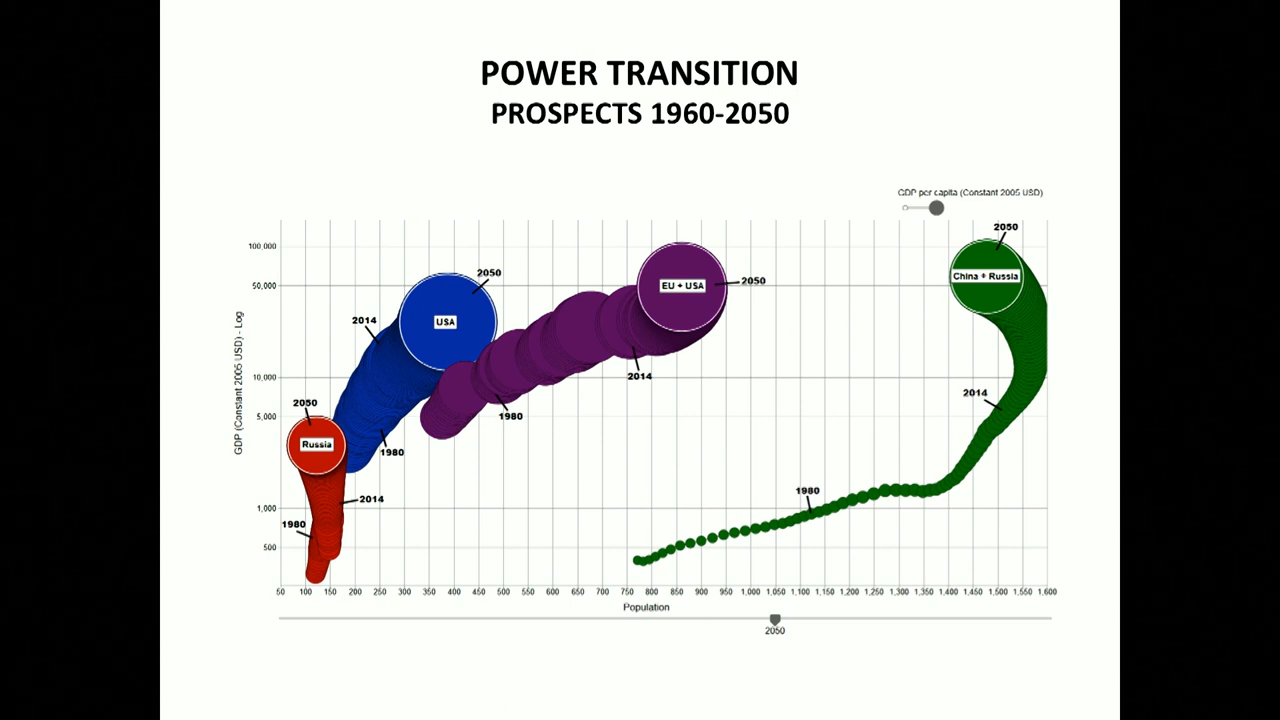 POWER TRANSITION
PROSPECTS 1960-2050
GDP per capita (Constant 2005 USD)
2050
100,000
2050
China + Russia
2050
50,000
EU + USA
2050
2014
USA
GDP (Constant 2005 USD) - Log
10,000
2014
2014
2050
5,000
1980
Russia
1980
1980
2014
1,000
1980
500
50 100 150 200 250 300 350 400 450 500 550 600 650 700 750 800 850 900 950 1,000 1,050 1,100 1,150 1,200 1,250 1,300 1,350 1,400 1,450 1,500 1,550 1,600
Population
2050